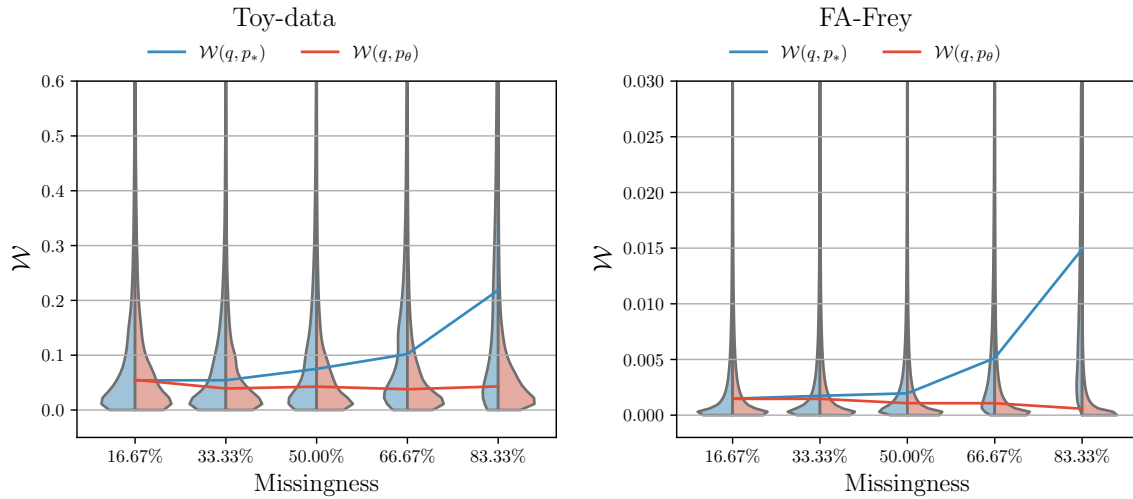 Toy-data
W(q, p∗) W(q, pθ)
0.6
0.5
0.4
0.3
0.2
0.1
0.0
W
16.67% 33.33% 50.00% 66.67% 83.33%
Missingness
FA-Frey
W(q, p∗) W(q, pθ)
0.030
0.025
0.020
0.015
0.010
0.005
0.000
W
16.67% 33.33% 50.00% 66.67% 83.33%
Missingness